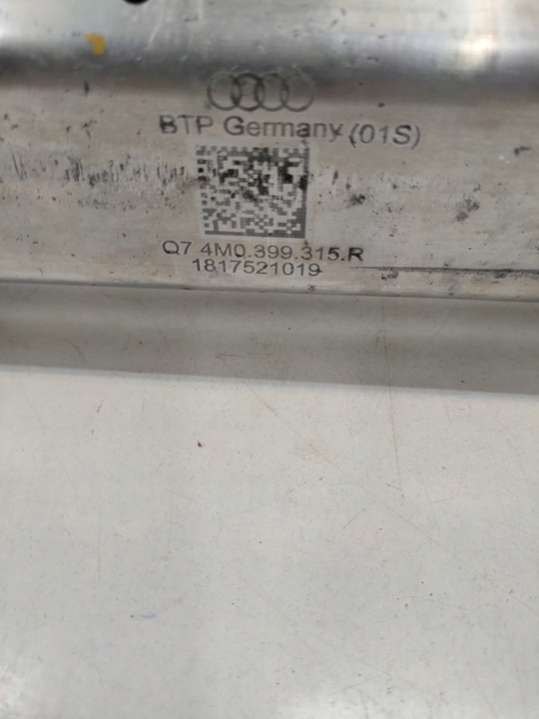 BTP Germany (01S)
Q7 4M0.399.315.R
1817521019